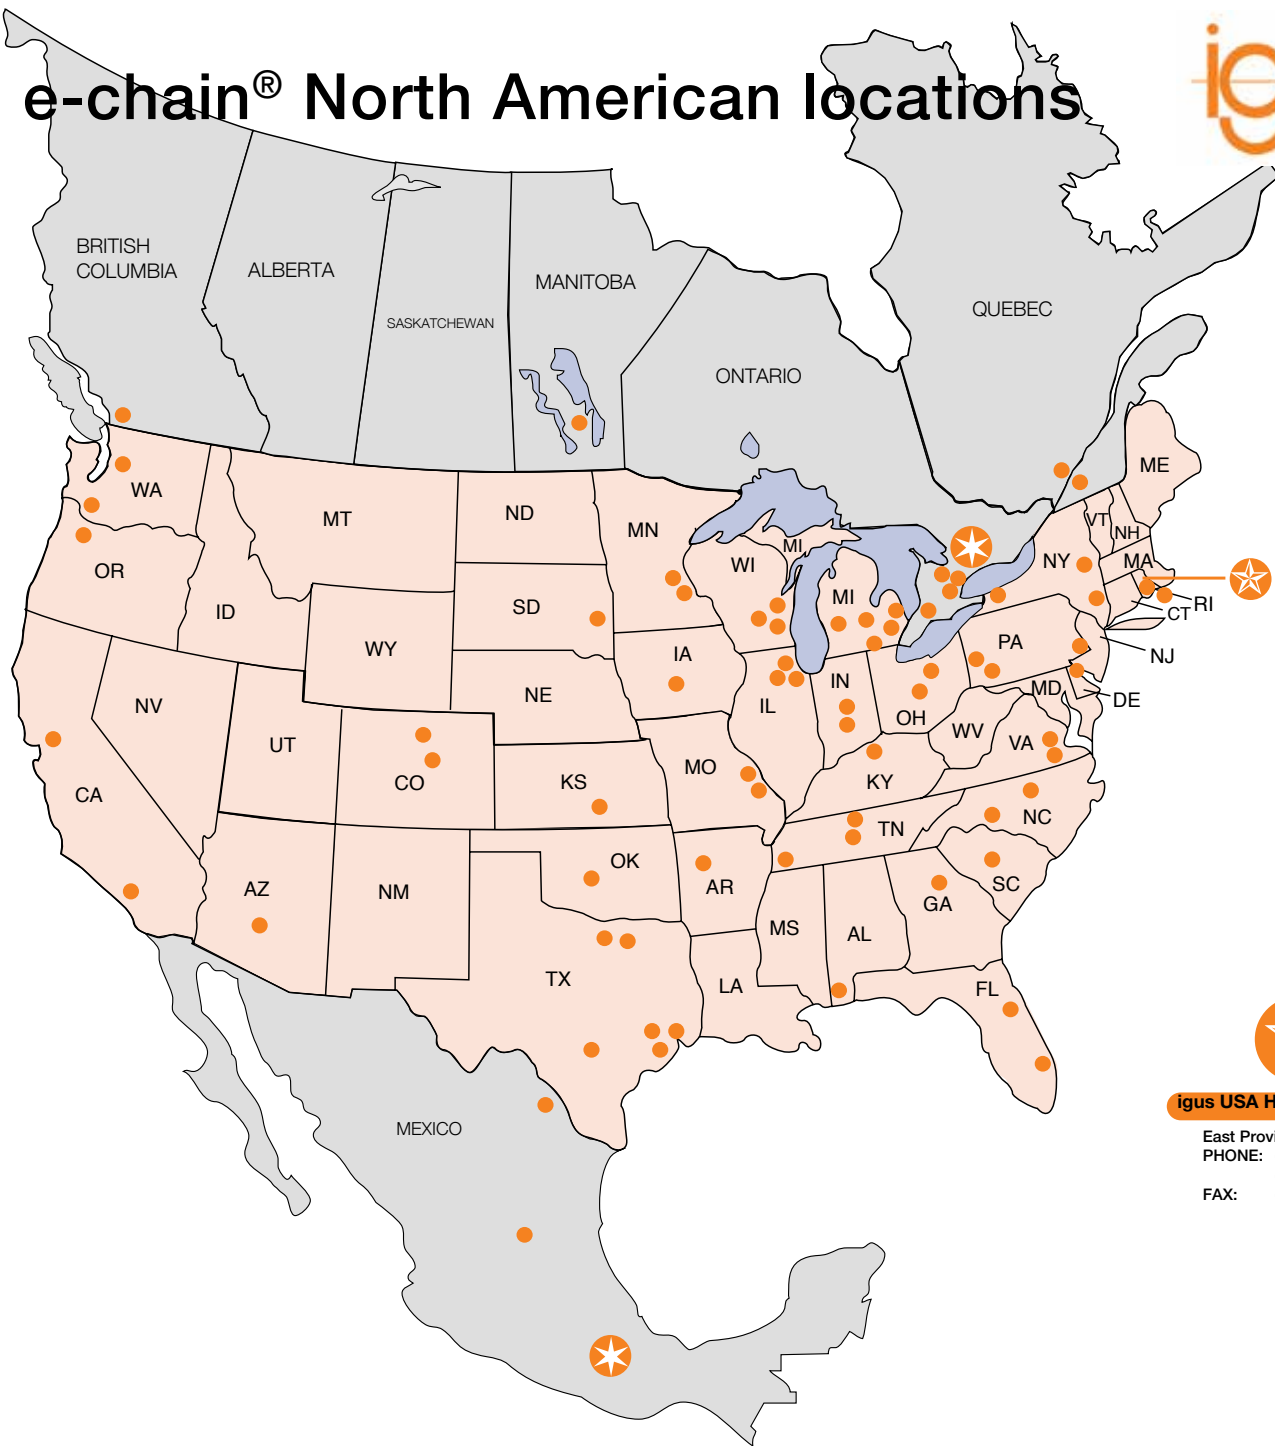 e-chain® North American locations
BRITISH
COLUMBIA
ALBERTA
SASKATCHEWAN
MANITOBA
ONTARIO
QUEBEC
WA
MT
ND
MN
ME
VT
NH
OR
ID
SD
WI
MI
MI
NY
MA
RI
CT
WY
IA
PA
NJ
NE
NV
UT
IL
IN
OH
MD
DE
WV
VA
CA
CO
KS
MO
KY
TN
NC
AZ
NM
OK
AR
SC
GA
MS
AL
TX
LA
FL
MEXICO
igus USA H
East Provi
PHONE:
FAX: